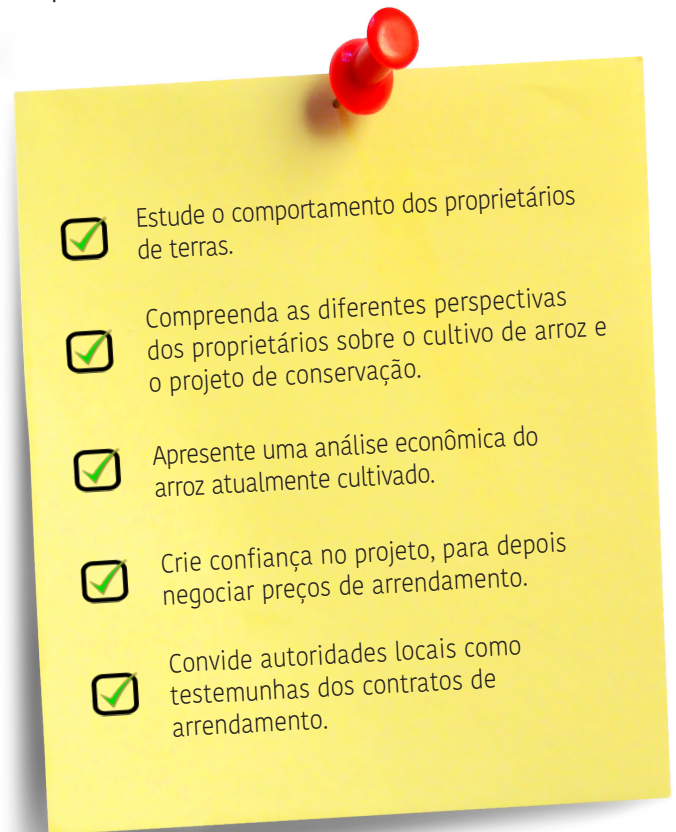 Estude o comportamento dos proprietários
de terras.
Compreenda as diferentes perspectivas
dos proprietários sobre o cultivo de arroz e
o projeto de conservação.
Apresente uma análise econômica do
arroz atualmente cultivado.
Crie confiança no projeto, para depois
negociar preços de arrendamento.
Convide autoridades locais como
testemunhas dos contratos de
arrendamento.